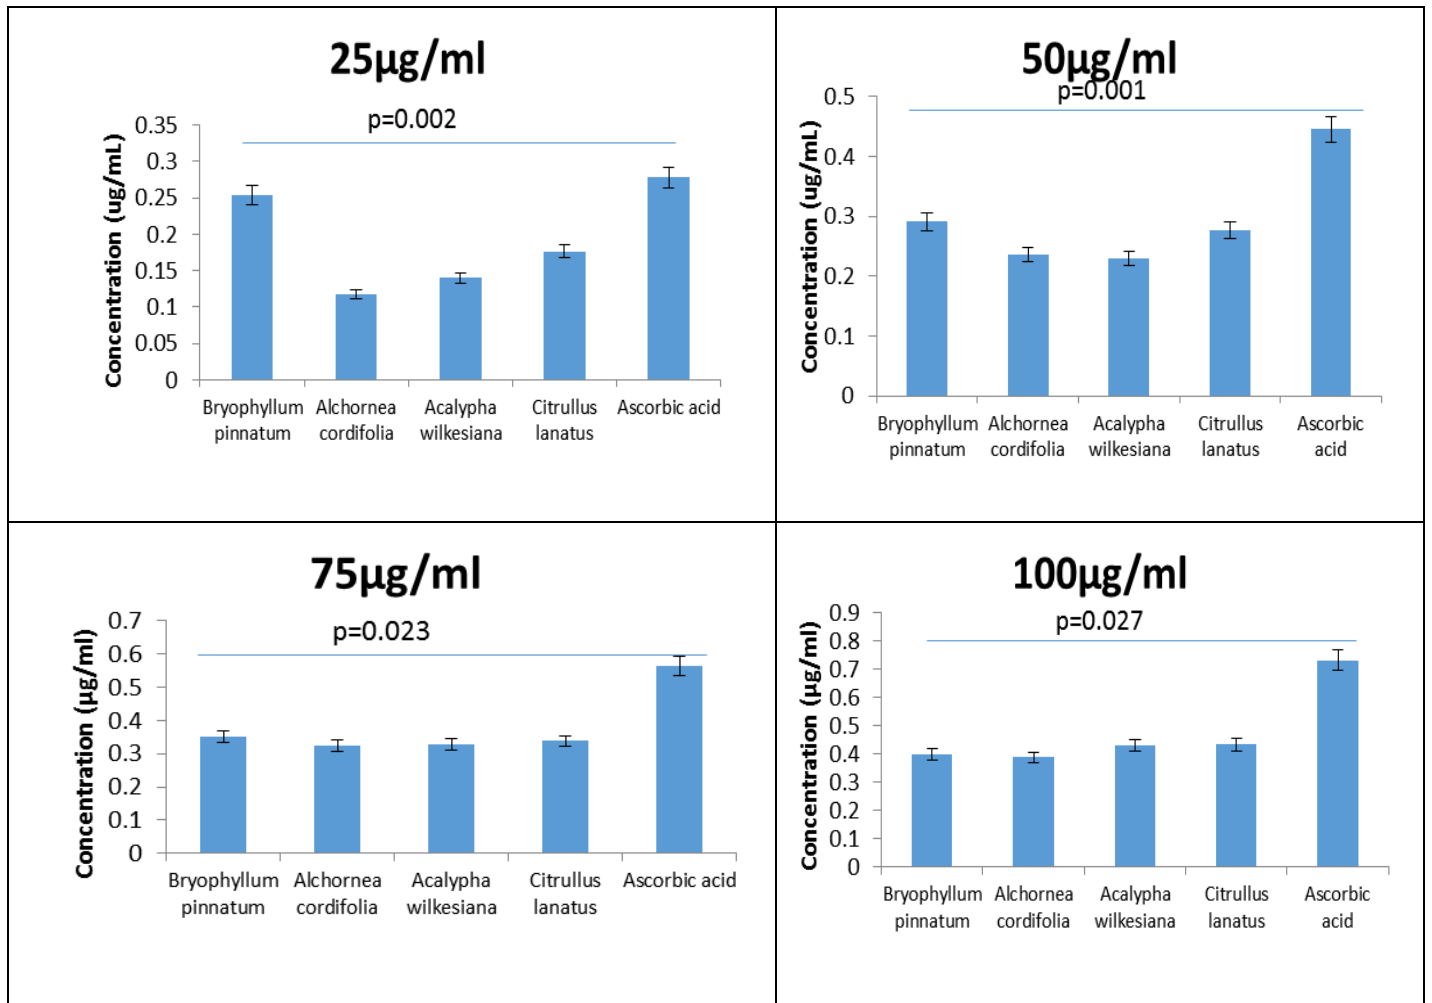 25µg/ml
p=0.002
Concentration (ug/mL)
0.35
0.3
0.25
0.2
0.15
0.1
0.05
0
Bryophyllum Alchornea Acalypha Citrullus Ascorbic acid
pinnatum cordifolia wilkesiana lanatus
50µg/ml
p=0.001
Concentration (µg/mL)
0.5
0.4
0.3
0.2
0.1
0
Bryophyllum Alchornea Acalypha Citrullus Ascorbic
pinnatum cordifolia wilkesiana lanatus acid
75µg/ml
p=0.023
Concentration (µg/ml)
0.7
0.6
0.5
0.4
0.3
0.2
0.1
0
Bryophyllum Alchornea Acalypha Citrullus Ascorbic acid
pinnatum cordifolia wilkesiana lanatus
100µg/ml
p=0.027
Concentration (µg/ml)
0.9
0.8
0.7
0.6
0.5
0.4
0.3
0.2
0.1
0
Bryophyllum Alchornea Acalypha Citrullus Ascorbic
pinnatum cordifolia wilkesiana lanatus acid